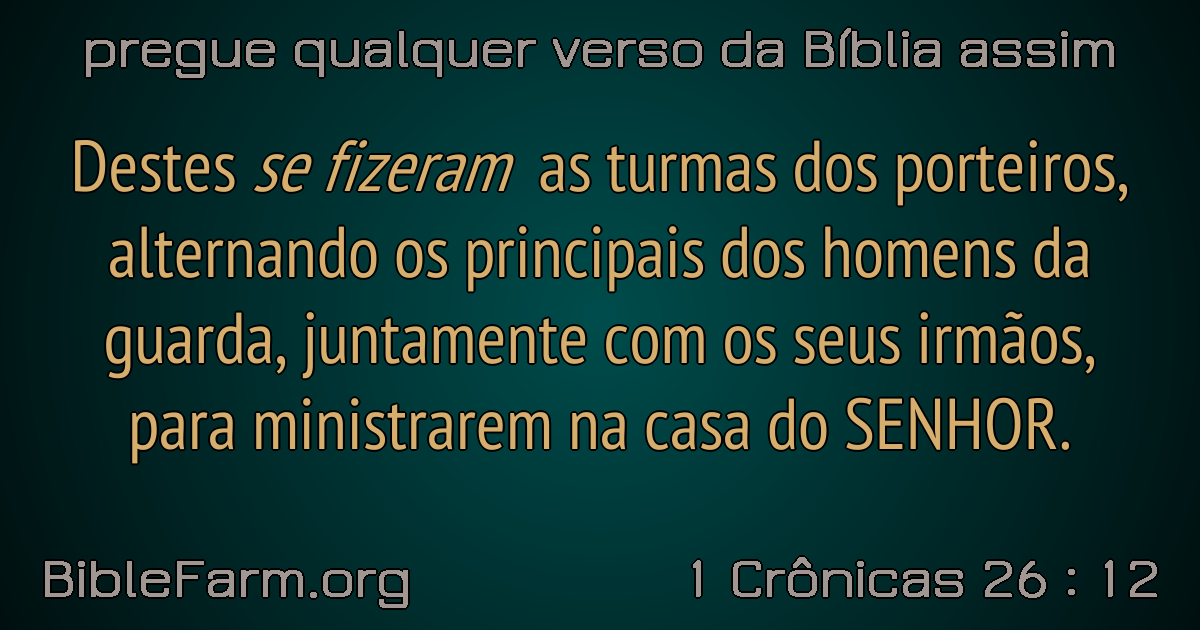 pregue qualquer verso da Bíblia assim
Destes se fizeram as turmas dos porteiros,
alternando os principais dos homens da
guarda, juntamente com os seus irmãos,
para ministrarem na casa do SENHOR.
BibleFarm.org
1 Crônicas 26 : 12